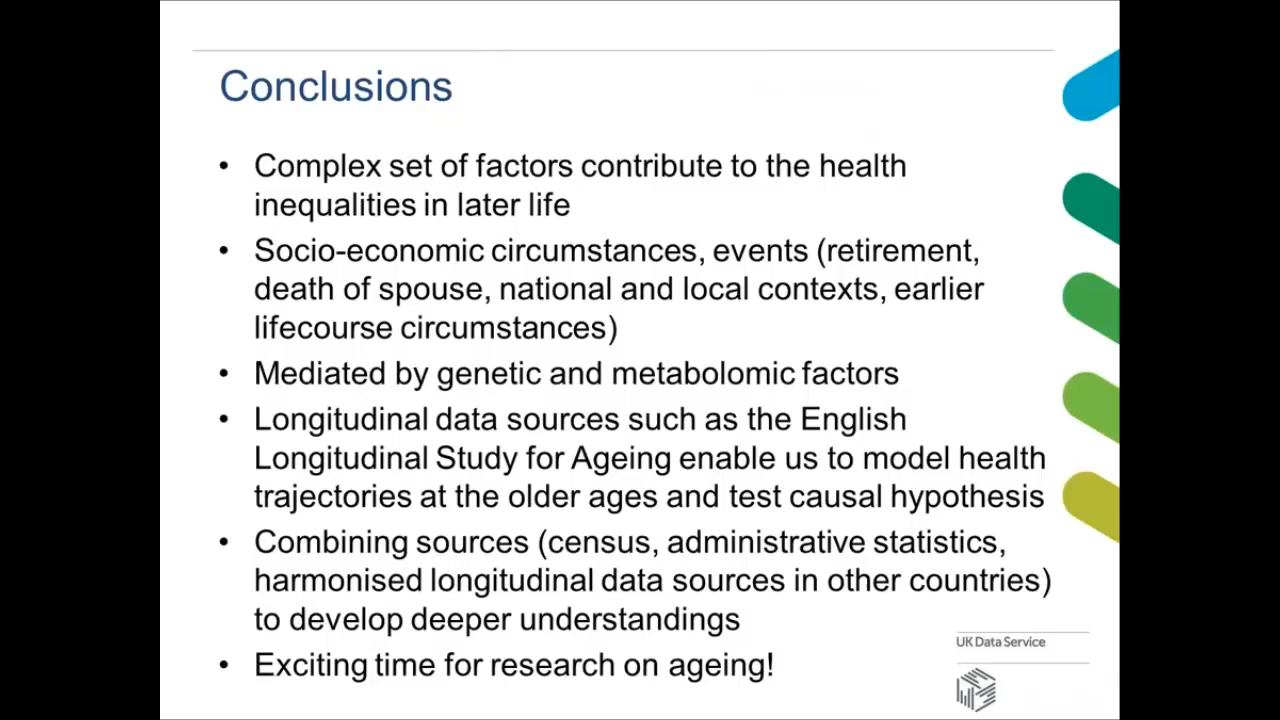 Conclusions
• Complex set of factors contribute to the health
inequalities in later life
• Socio-economic circumstances, events (retirement,
death of spouse, national and local contexts, earlier
lifecourse circumstances)
• Mediated by genetic and metabolomic factors
• Longitudinal data sources such as the English
Longitudinal Study for Ageing enable us to model health
trajectories at the older ages and test causal hypothesis
• Combining sources (census, administrative statistics,
harmonised longitudinal data sources in other countries)
to develop deeper understandings
• Exciting time for research on ageing!
UK Data Service